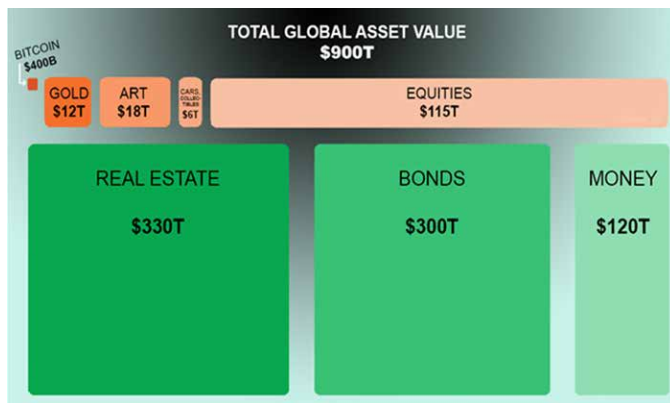 TOTAL GLOBAL ASSET VALUE
$900T
BITCOIN
$400B
GOLD
$12T
ART
$18T
CARS,
COLLEC-
TIBLES
$6T
EQUITIES
$115T
REAL ESTATE
$330T
BONDS
$300T
MONEY
$120T